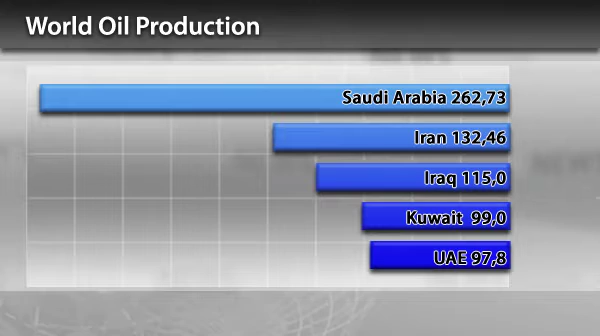 World Oil Production
Saudi Arabia 262,73
Iran 132,46
Iraq 115,0
Kuwait 99,0
UAE 97,8